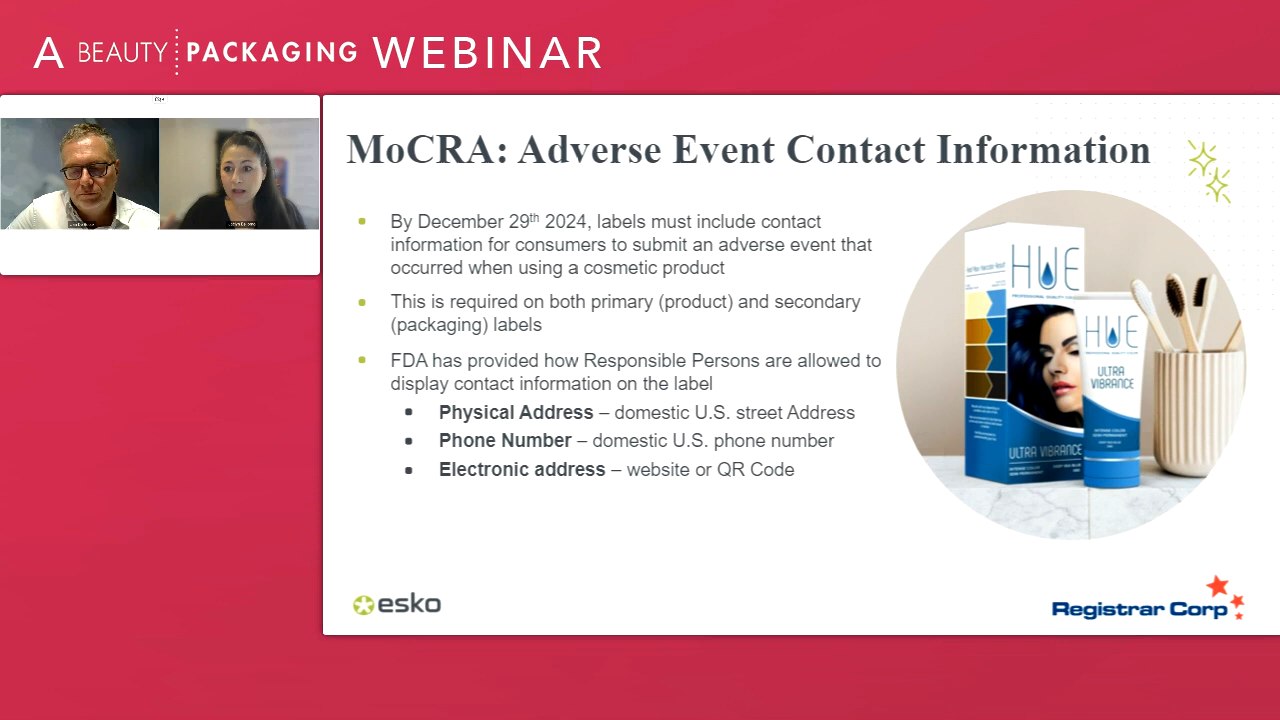 A BEAUTY PACKAGING WEBINAR
MoCRA: Adverse Event Contact Information
By December 29th 2024, labels must include contact
information for consumers to submit an adverse event that
occurred when using a cosmetic product
This is required on both primary (product) and secondary
(packaging) labels
FDA has provided how Responsible Persons are allowed to
display contact information on the label
Physical Address – domestic U.S. street Address
Phone Number – domestic U.S. phone number
Electronic address – website or QR Code
HUE
ULTRA VIBRANCE
HUE
ULTRA
VIBRANCE
esko
Registrar Corp